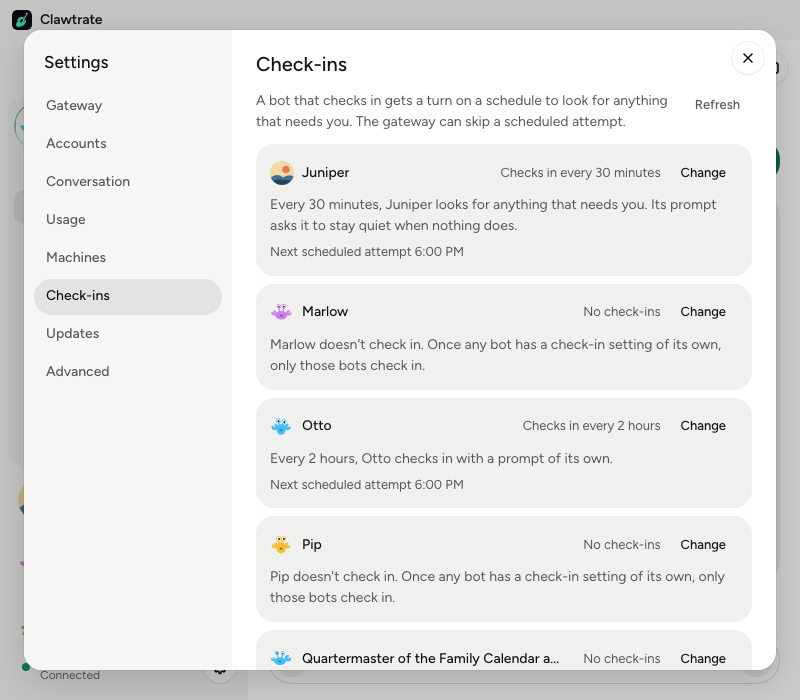 Clawtrate
Settings
Gateway
Accounts
Conversation
Usage
Machines
Check-ins
Updates
Advanced
Connected
Check-ins
A bot that checks in gets a turn on a schedule to look for anything
that needs you. The gateway can skip a scheduled attempt.
Refresh
Juniper
Checks in every 30 minutes
Change
Every 30 minutes, Juniper looks for anything that needs you. Its prompt
asks it to stay quiet when nothing does.
Next scheduled attempt 6:00 PM
Marlow
No check-ins
Change
Marlow doesn't check in. Once any bot has a check-in setting of its own,
only those bots check in.
Otto
Checks in every 2 hours
Change
Every 2 hours, Otto checks in with a prompt of its own.
Next scheduled attempt 6:00 PM
Pip
No check-ins
Change
Pip doesn't check in. Once any bot has a check-in setting of its own, only
those bots check in.
Quartermaster of the Family Calendar a...
No check-ins
Change